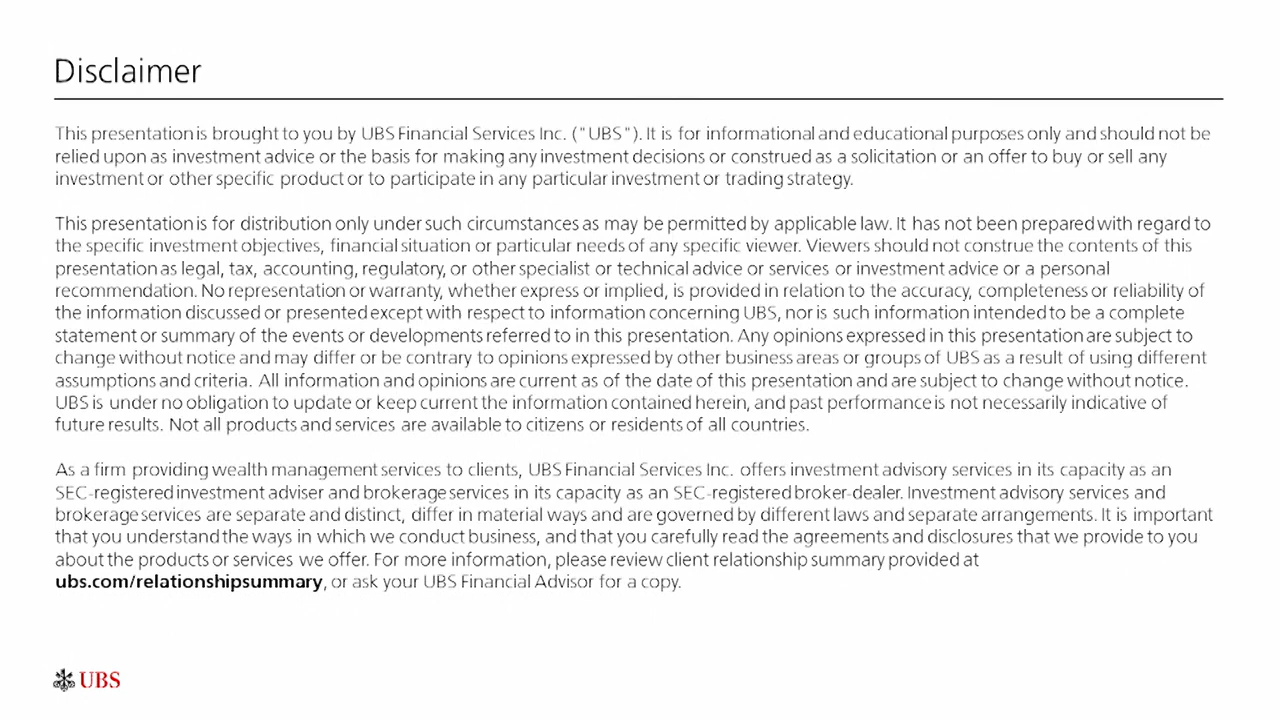 Disclaimer
This presentation is brought to you by UBS Financial Services Inc. ("UBS"). It is for informational and educational purposes only and should not be
relied upon as investment advice or the basis for making any investment decisions or construed as a solicitation or an offer to buy or sell any
investment or other specific product or to participate in any particular investment or trading strategy.
This presentation is for distribution only under such circumstances as may be permitted by applicable law. It has not been prepared with regard to
the specific investment objectives, financial situation or particular needs of any specific viewer. Viewers should not construe the contents of this
presentation as legal, tax, accounting, regulatory, or other specialist or technical advice or services or investment advice or a personal
recommendation. No representation or warranty, whether express or implied, is provided in relation to the accuracy, completeness or reliability of
the information discussed or presented except with respect to information concerning UBS, nor is such information intended to be a complete
statement or summary of the events or developments referred to in this presentation. Any opinions expressed in this presentation are subject to
change without notice and may differ or be contrary to opinions expressed by other business areas or groups of UBS as a result of using different
assumptions and criteria. All information and opinions are current as of the date of this presentation and are subject to change without notice.
UBS is under no obligation to update or keep current the information contained herein, and past performance is not necessarily indicative of
future results. Not all products and services are available to citizens or residents of all countries.
As a firm providing wealth management services to clients, UBS Financial Services Inc. offers investment advisory services in its capacity as an
SEC-registered investment adviser and brokerage services in its capacity as an SEC-registered broker-dealer. Investment advisory services and
brokerage services are separate and distinct, differ in material ways and are governed by different laws and separate arrangements. It is important
that you understand the ways in which we conduct business, and that you carefully read the agreements and disclosures that we provide to you
about the products or services we offer. For more information, please review client relationship summary provided at
ubs.com/relationshipsummary, or ask your UBS Financial Advisor for a copy.
UBS